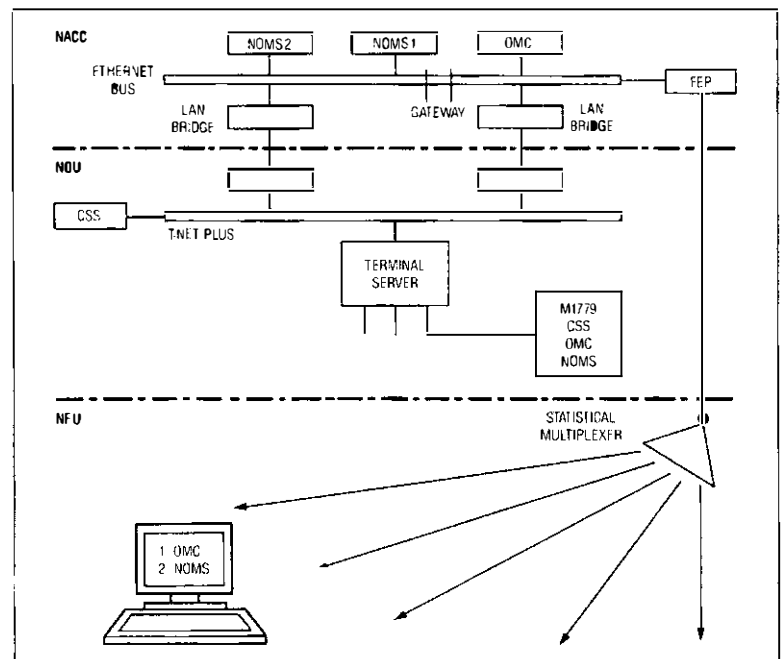 NACC
NOMS2
NOMS1
OMC
ETHERNET
BUS
FEP
LAN
BRIDGE
GATEWAY
LAN
BRIDGE
NOU
CSS
T-NET PLUS
TERMINAL
SERVER
M1779
CSS
OMC
NOMS
NFU
STATISTICAL
MULTIPLEXER
1 OMC
2 NOMS